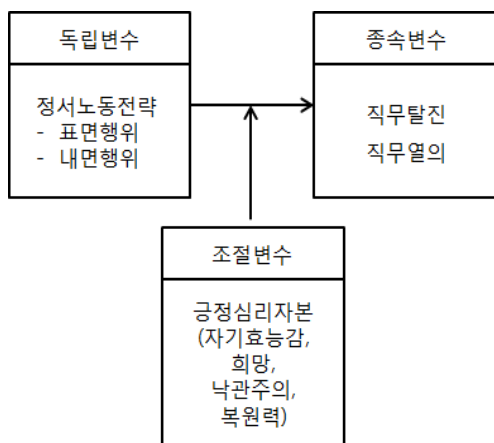 독립변수
정서노동전략
- 표면행위
- 내면행위
종속변수
직무탈진
직무열의
조절변수
긍정심리자본
(자기효능감,
희망,
낙관주의,
복원력)